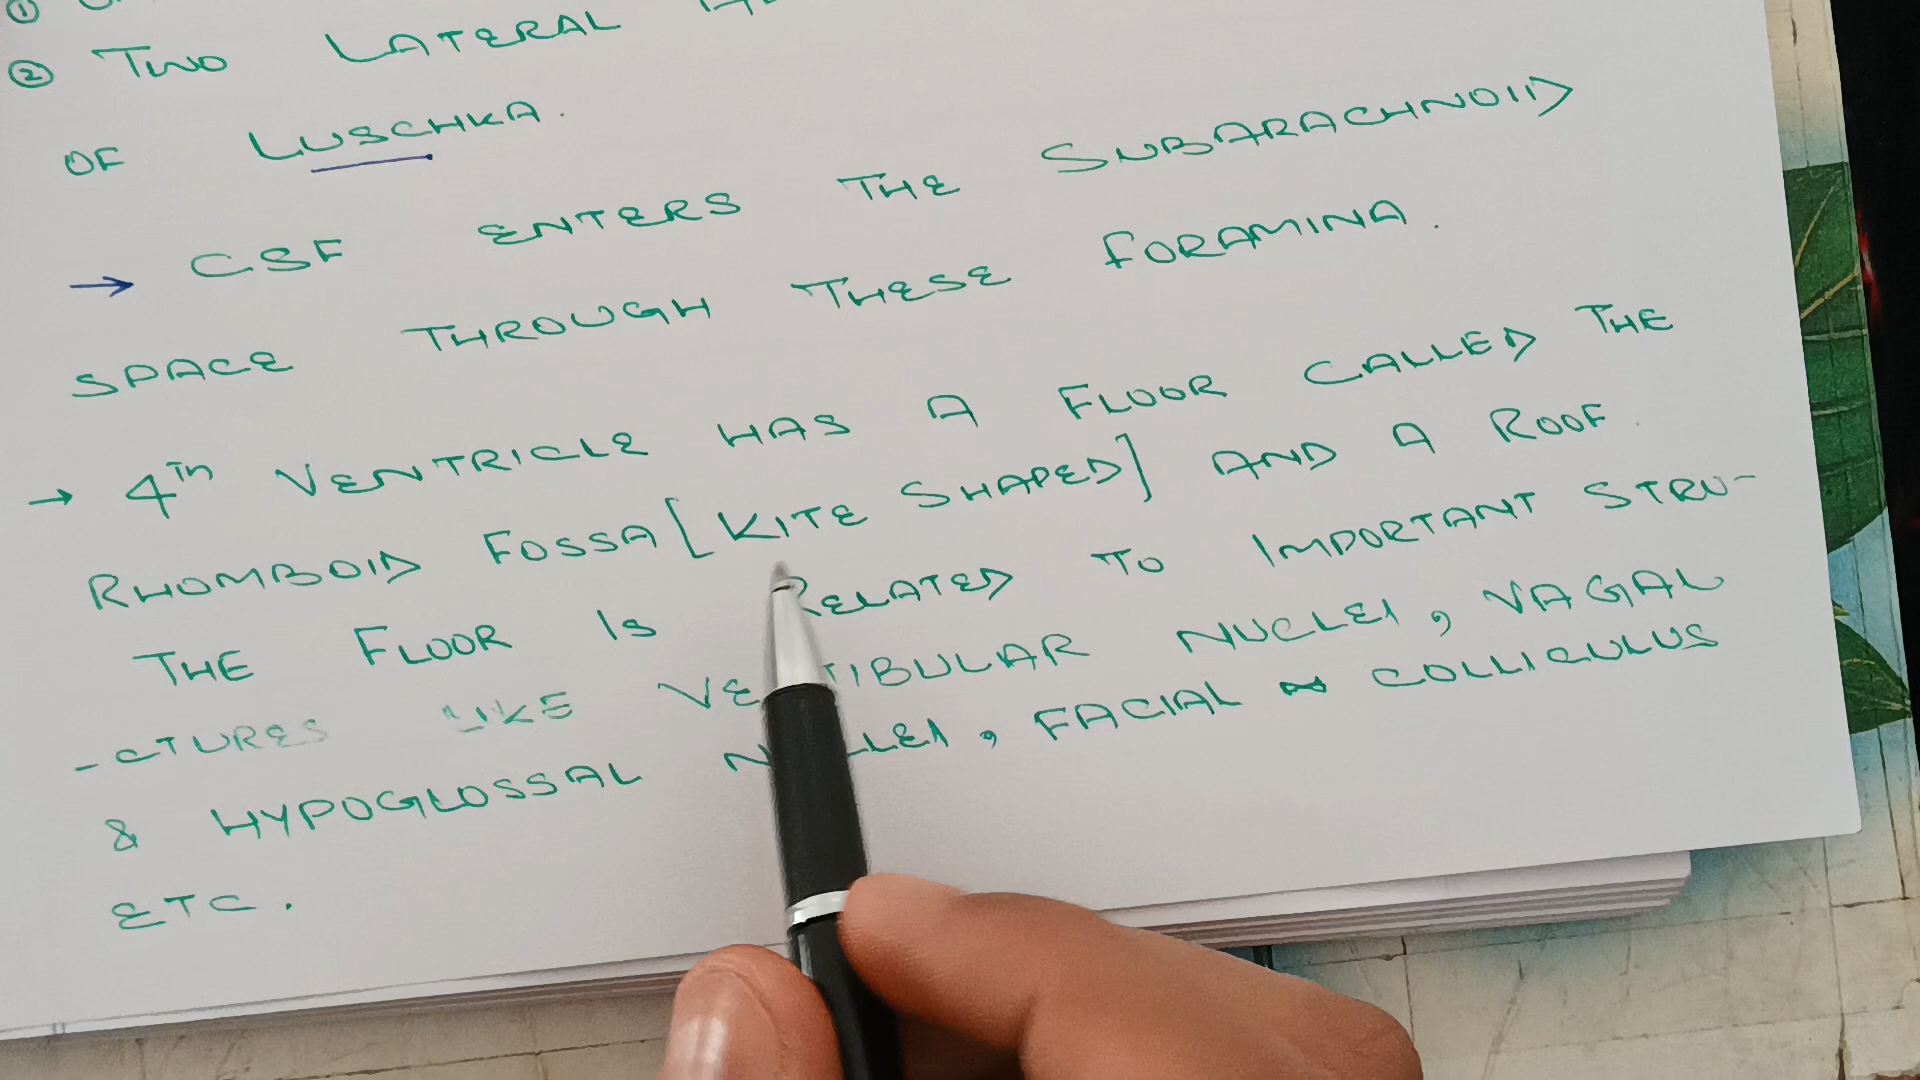 ①
② TWO LATERAL
OF LUSCHKA.
→ CSF ENTERS THE SUBARACHNOID
SPACE THROUGH THESE FORAMINA.
→ 4th VENTRICLE HAS A FLOOR CALLED THE
RHOMBOID FOSSA [KITE SHAPED] AND A ROOF.
THE FLOOR IS RELATED TO IMPORTANT STRU-
-CTURES LIKE VESTIBULAR NUCLEI, VAGAL
& HYPOGLOSSAL NUCLEI, FACIAL COLLICULUS
ETC.